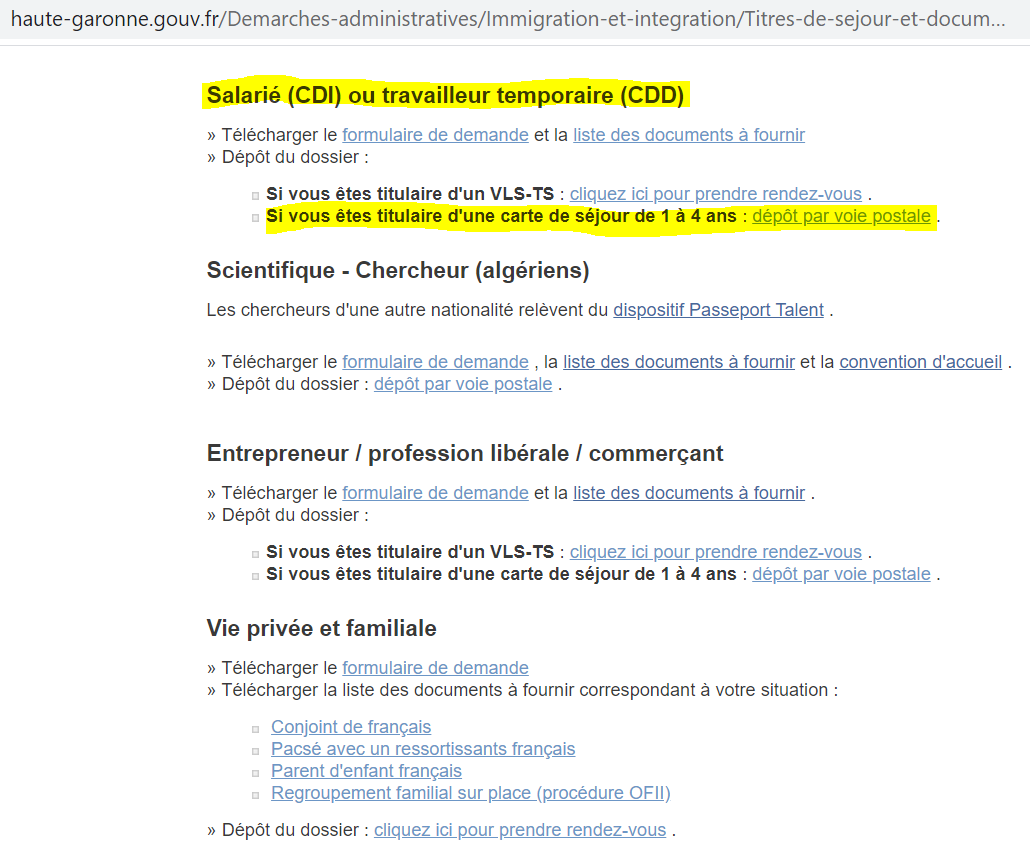 haute-garonne.gouv.fr/Demarches-administratives/Immigration-et-integration/Titres-de-sejour-et-docum...
Salarié (CDI) ou travailleur temporaire (CDD)
» Télécharger le formulaire de demande et la liste des documents à fournir
» Dépôt du dossier :
Si vous êtes titulaire d'un VLS-TS : cliquez ici pour prendre rendez-vous .
Si vous êtes titulaire d'une carte de séjour de 1 à 4 ans : dépôt par voie postale .
Scientifique - Chercheur (algériens)
Les chercheurs d'une autre nationalité relèvent du dispositif Passeport Talent .
» Télécharger le formulaire de demande , la liste des documents à fournir et la convention d'accueil .
» Dépôt du dossier : dépôt par voie postale .
Entrepreneur / profession libérale / commerçant
» Télécharger le formulaire de demande et la liste des documents à fournir .
» Dépôt du dossier :
Si vous êtes titulaire d'un VLS-TS : cliquez ici pour prendre rendez-vous .
Si vous êtes titulaire d'une carte de séjour de 1 à 4 ans : dépôt par voie postale .
Vie privée et familiale
» Télécharger le formulaire de demande
» Télécharger la liste des documents à fournir correspondant à votre situation :
Conjoint de français
Pacsé avec un ressortissants français
Parent d'enfant français
Regroupement familial sur place (procédure OFII)
» Dépôt du dossier : cliquez ici pour prendre rendez-vous .